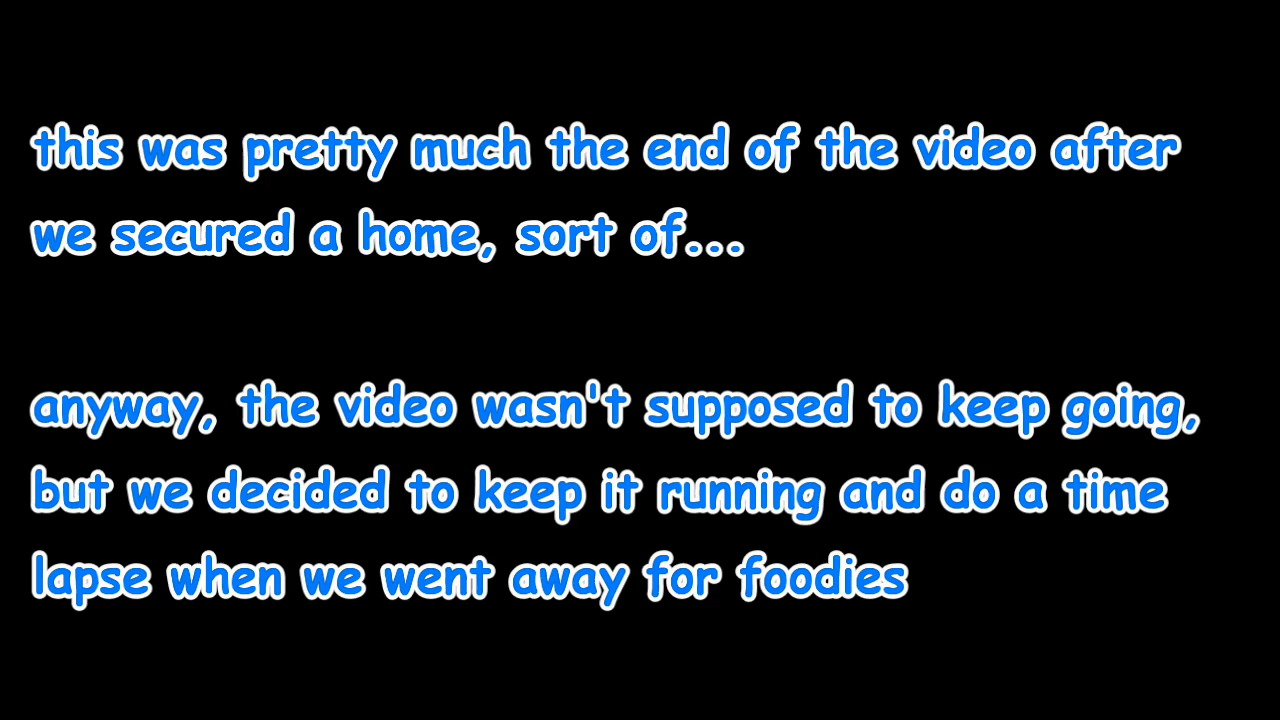 this was pretty much the end of the video after
we secured a home, sort of...
anyway, the video wasn't supposed to keep going,
but we decided to keep it running and do a time
lapse when we went away for foodies